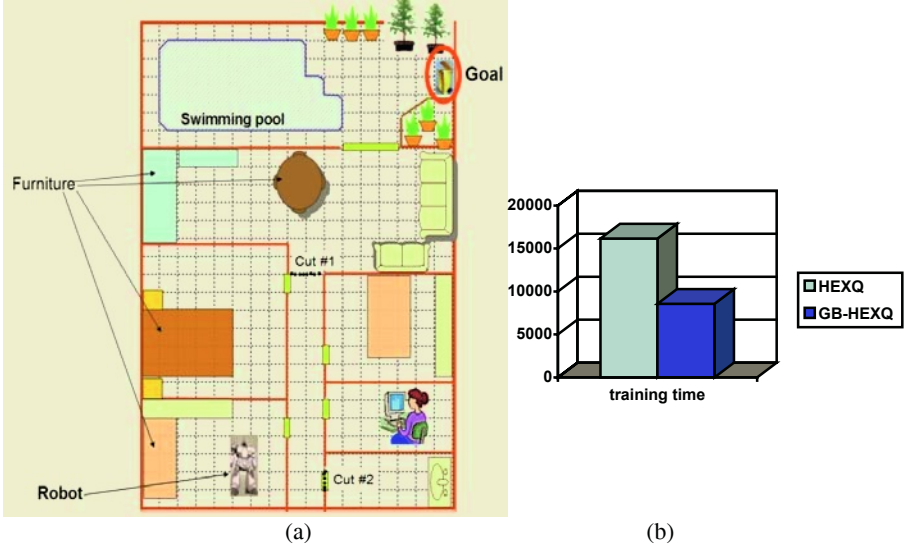 Goal
Swimming pool
Furniture
Cut #1
Cut #2
Robot
(a)
20000
15000
10000
5000
0
training time
HEXQ
GB-HEXQ
(b)